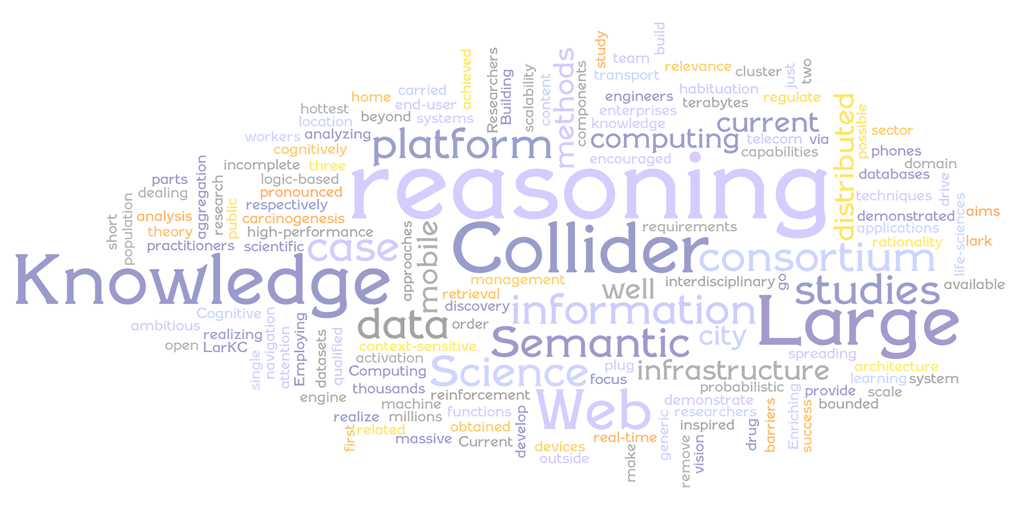 reasoning
Knowledge
Collider
Large
Web
Semantic
Science
information
consortium
platform
data
infrastructure
studies
distributed
computing
current
methods
mobile
case
city
well
build
study
team
relevance
cluster
just
two
transport
habituation
regulate
terabytes
engineers
enterprises
knowledge
components
content
scalability
Building
Researchers
achieved
carried
home
end-user
beyond
systems
hottest
location
analyzing
workers
cognitively
incomplete
three
logic-based
pronounced
respectively
carcinogenesis
high-performance
scientific
research
public
aggregation
parts
dealing
analysis
theory
practitioners
population
short
encouraged
telecom
via
capabilities
possible
sector
phones
domain
databases
techniques
drive
demonstrated
applications
rationality
life-sciences
aims
lark
available
requirements
interdisciplinary
go
approaches
management
retrieval
discovery
order
context-sensitive
activation
Computing
thousands
reinforcement
engine
machine
millions
functions
realize
related
first
massive
Current
obtained
develop
devices
outside
real-time
make
generic
remove
vision
inspired
researchers
demonstrate
probabilistic
plug
focus
drug
barriers
Enriching
success
provide
bounded
scale
learning
system
architecture
spreading
Cognitive
ambitious
realizing
open
LarKC
single
navigation
attention
Employing
datasets
qualified